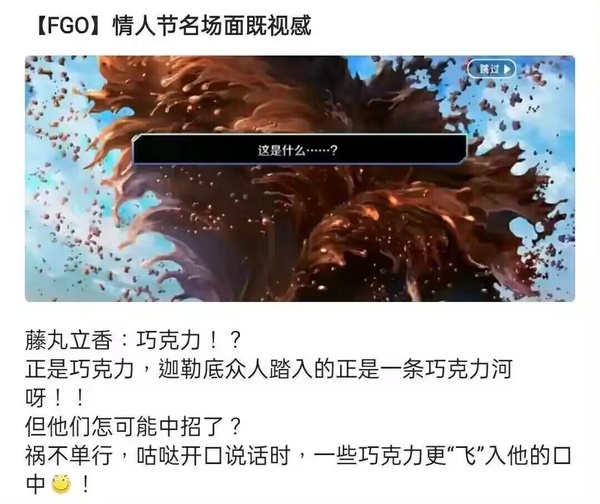 【FGO】情人节名场面既视感
跳过
这是什么……?
藤丸立香：巧克力！？
正是巧克力，迦勒底众人踏入的正是一条巧克力河
呀！！
但他们怎可能中招了？
祸不单行，咕哒开口说话时，一些巧克力更“飞”入他的口
中！